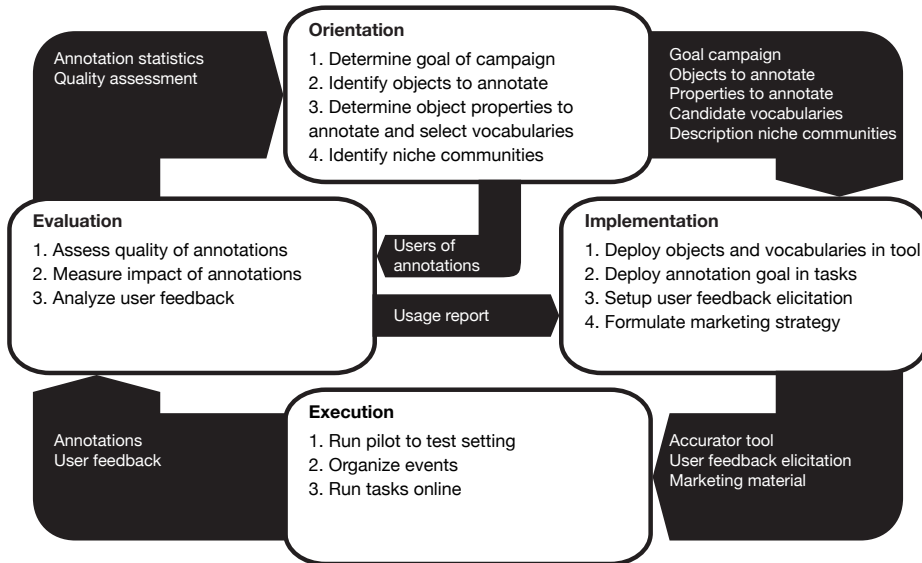 Orientation
1. Determine goal of campaign
2. Identify objects to annotate
3. Determine object properties to
annotate and select vocabularies
4. Identify niche communities
Annotation statistics
Quality assessment
Goal campaign
Objects to annotate
Properties to annotate
Candidate vocabularies
Description niche communities
Evaluation
1. Assess quality of annotations
2. Measure impact of annotations
3. Analyze user feedback
Users of
annotations
Usage report
Implementation
1. Deploy objects and vocabularies in tool
2. Deploy annotation goal in tasks
3. Setup user feedback elicitation
4. Formulate marketing strategy
Annotations
User feedback
Execution
1. Run pilot to test setting
2. Organize events
3. Run tasks online
Accurator tool
User feedback elicitation
Marketing material